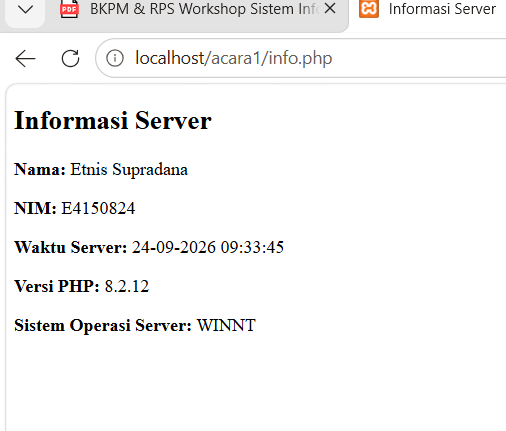 BKPM & RPS Workshop Sistem Inf
Informasi Server
localhost/acara1/info.php
Informasi Server
Nama: Etnis Supradana
NIM: E4150824
Waktu Server: 24-09-2026 09:33:45
Versi PHP: 8.2.12
Sistem Operasi Server: WINNT